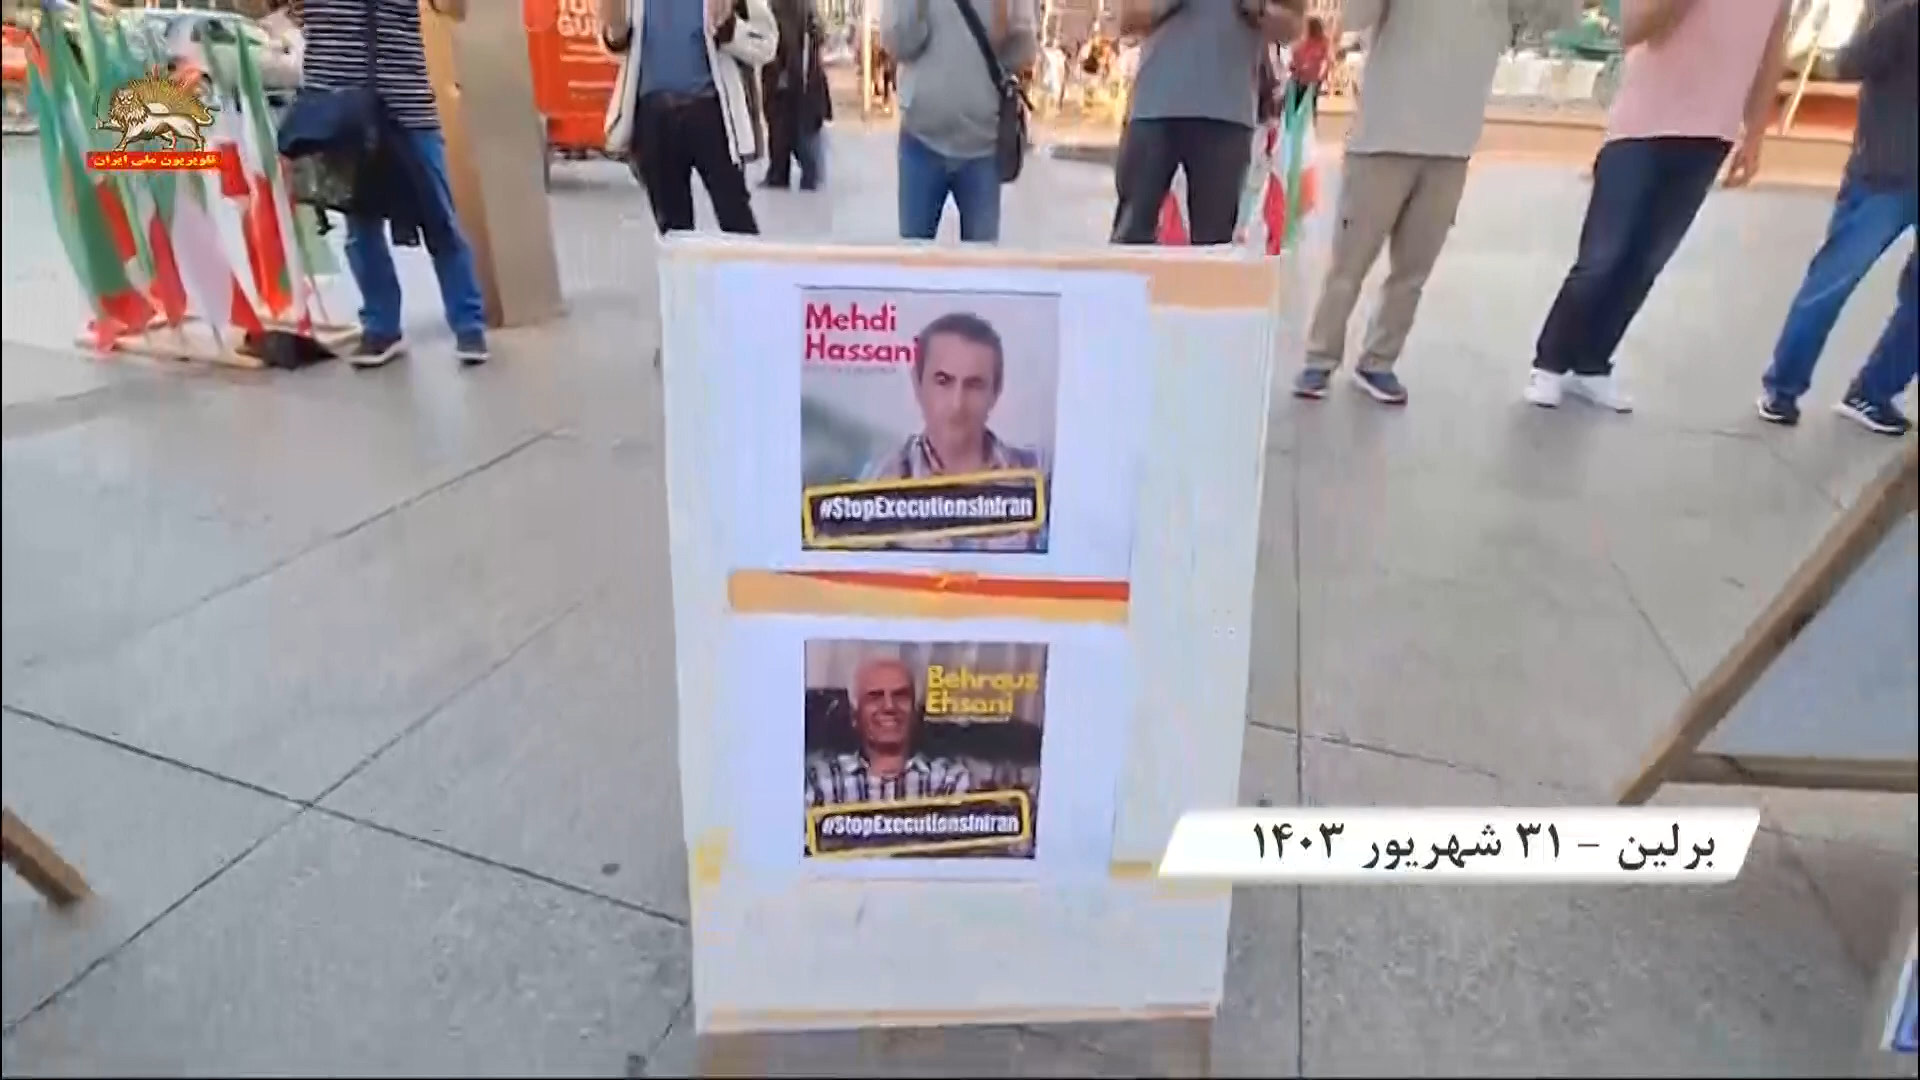 تلویزیون ملی ایران
Mehdi
Hassani
#StopExecutionsInIran
Behrouz
Ehsani
#StopExecutionsInIran
برلین – ۳۱ شهریور ۱۴۰۳